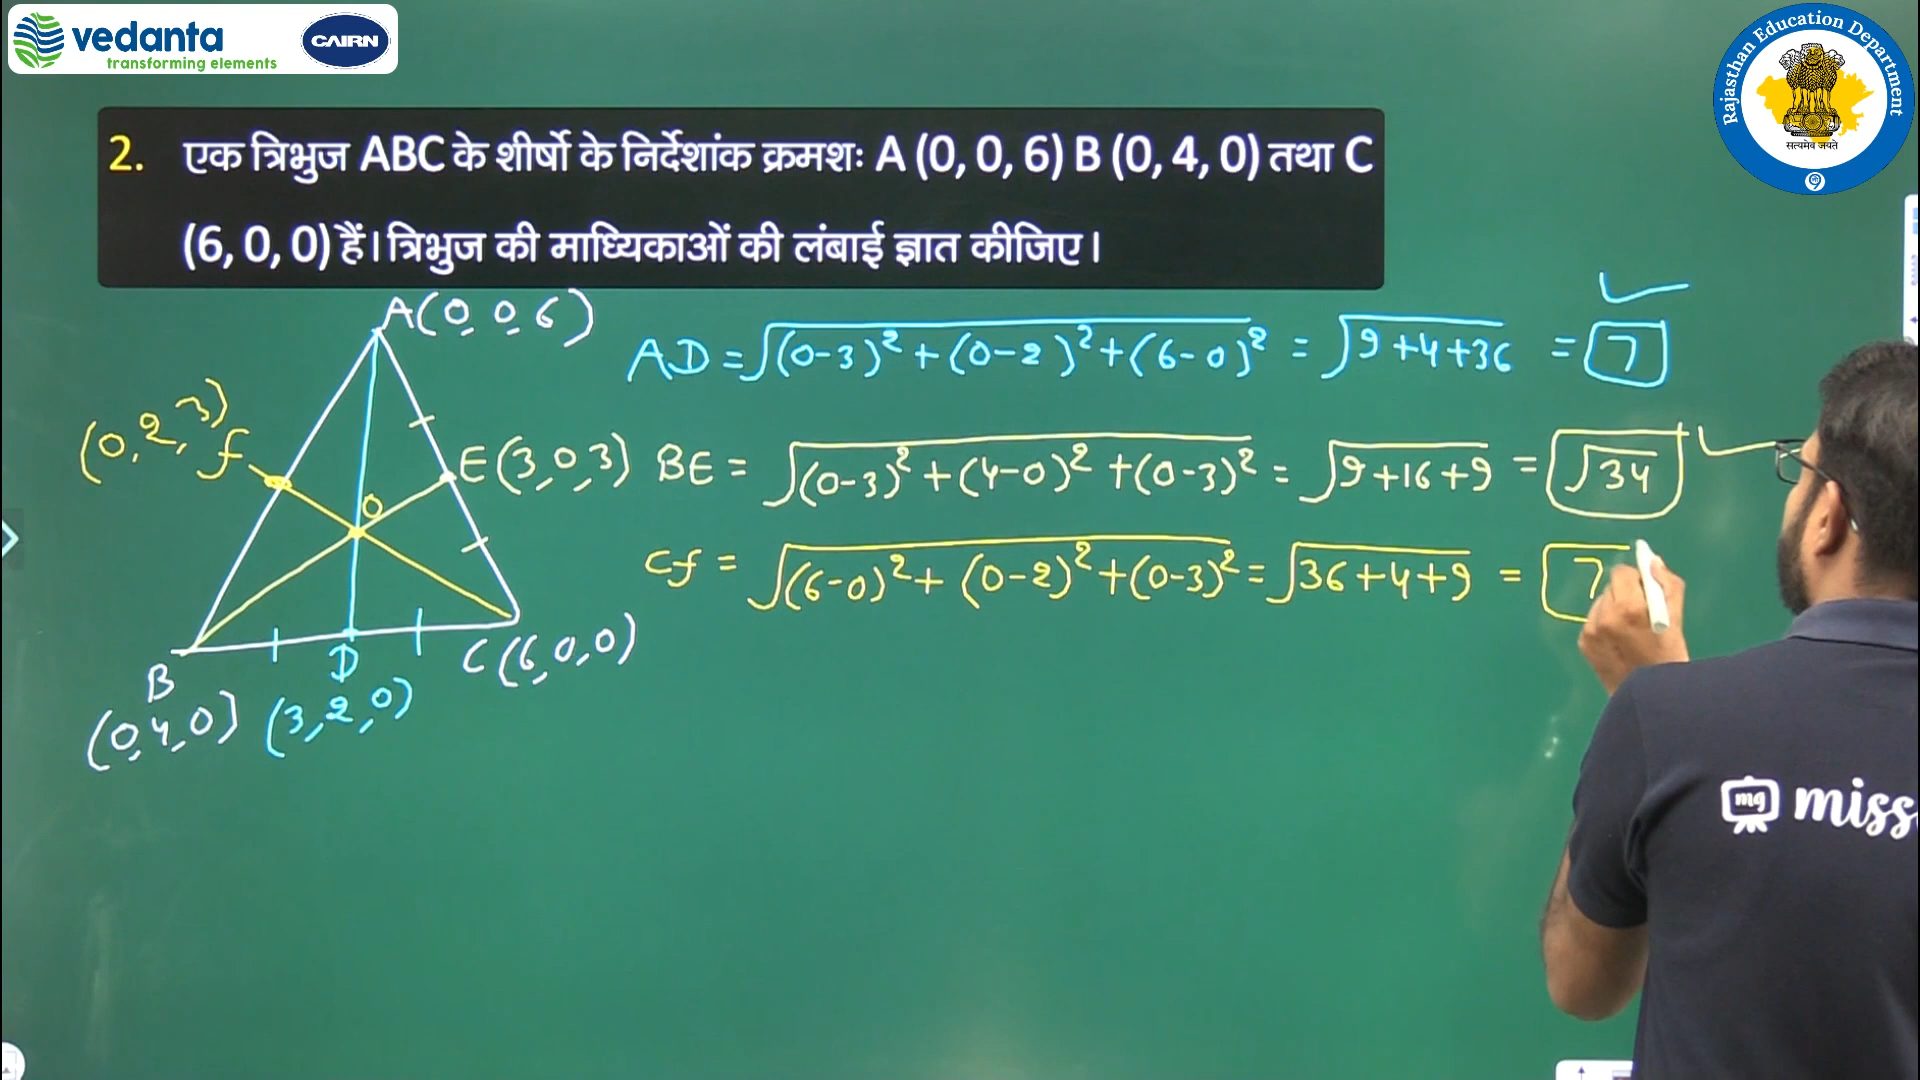 vedanta
transforming elements
CAIRN
Rajasthan Education Department
सत्यमेव जयते
2. एक त्रिभुज ABC के शीर्षो के निर्देशांक क्रमशः A (0, 0, 6) B (0, 4, 0) तथा C
(6, 0, 0) हैं। त्रिभुज की माध्यिकाओं की लंबाई ज्ञात कीजिए।
A(0,0,6)
AD = √(0-3)²+(0-2)²+(6-0)² = √9+4+36 = 7
(0,2,3) f
E(3,0,3) BE = √(0-3)²+(4-0)²+(0-3)² = √9+16+9 = √34
O
Cf = √(6-0)²+(0-2)²+(0-3)² = √36+4+9 = 7
B
D
C(6,0,0)
(0,4,0) (3,2,0)
mg miss